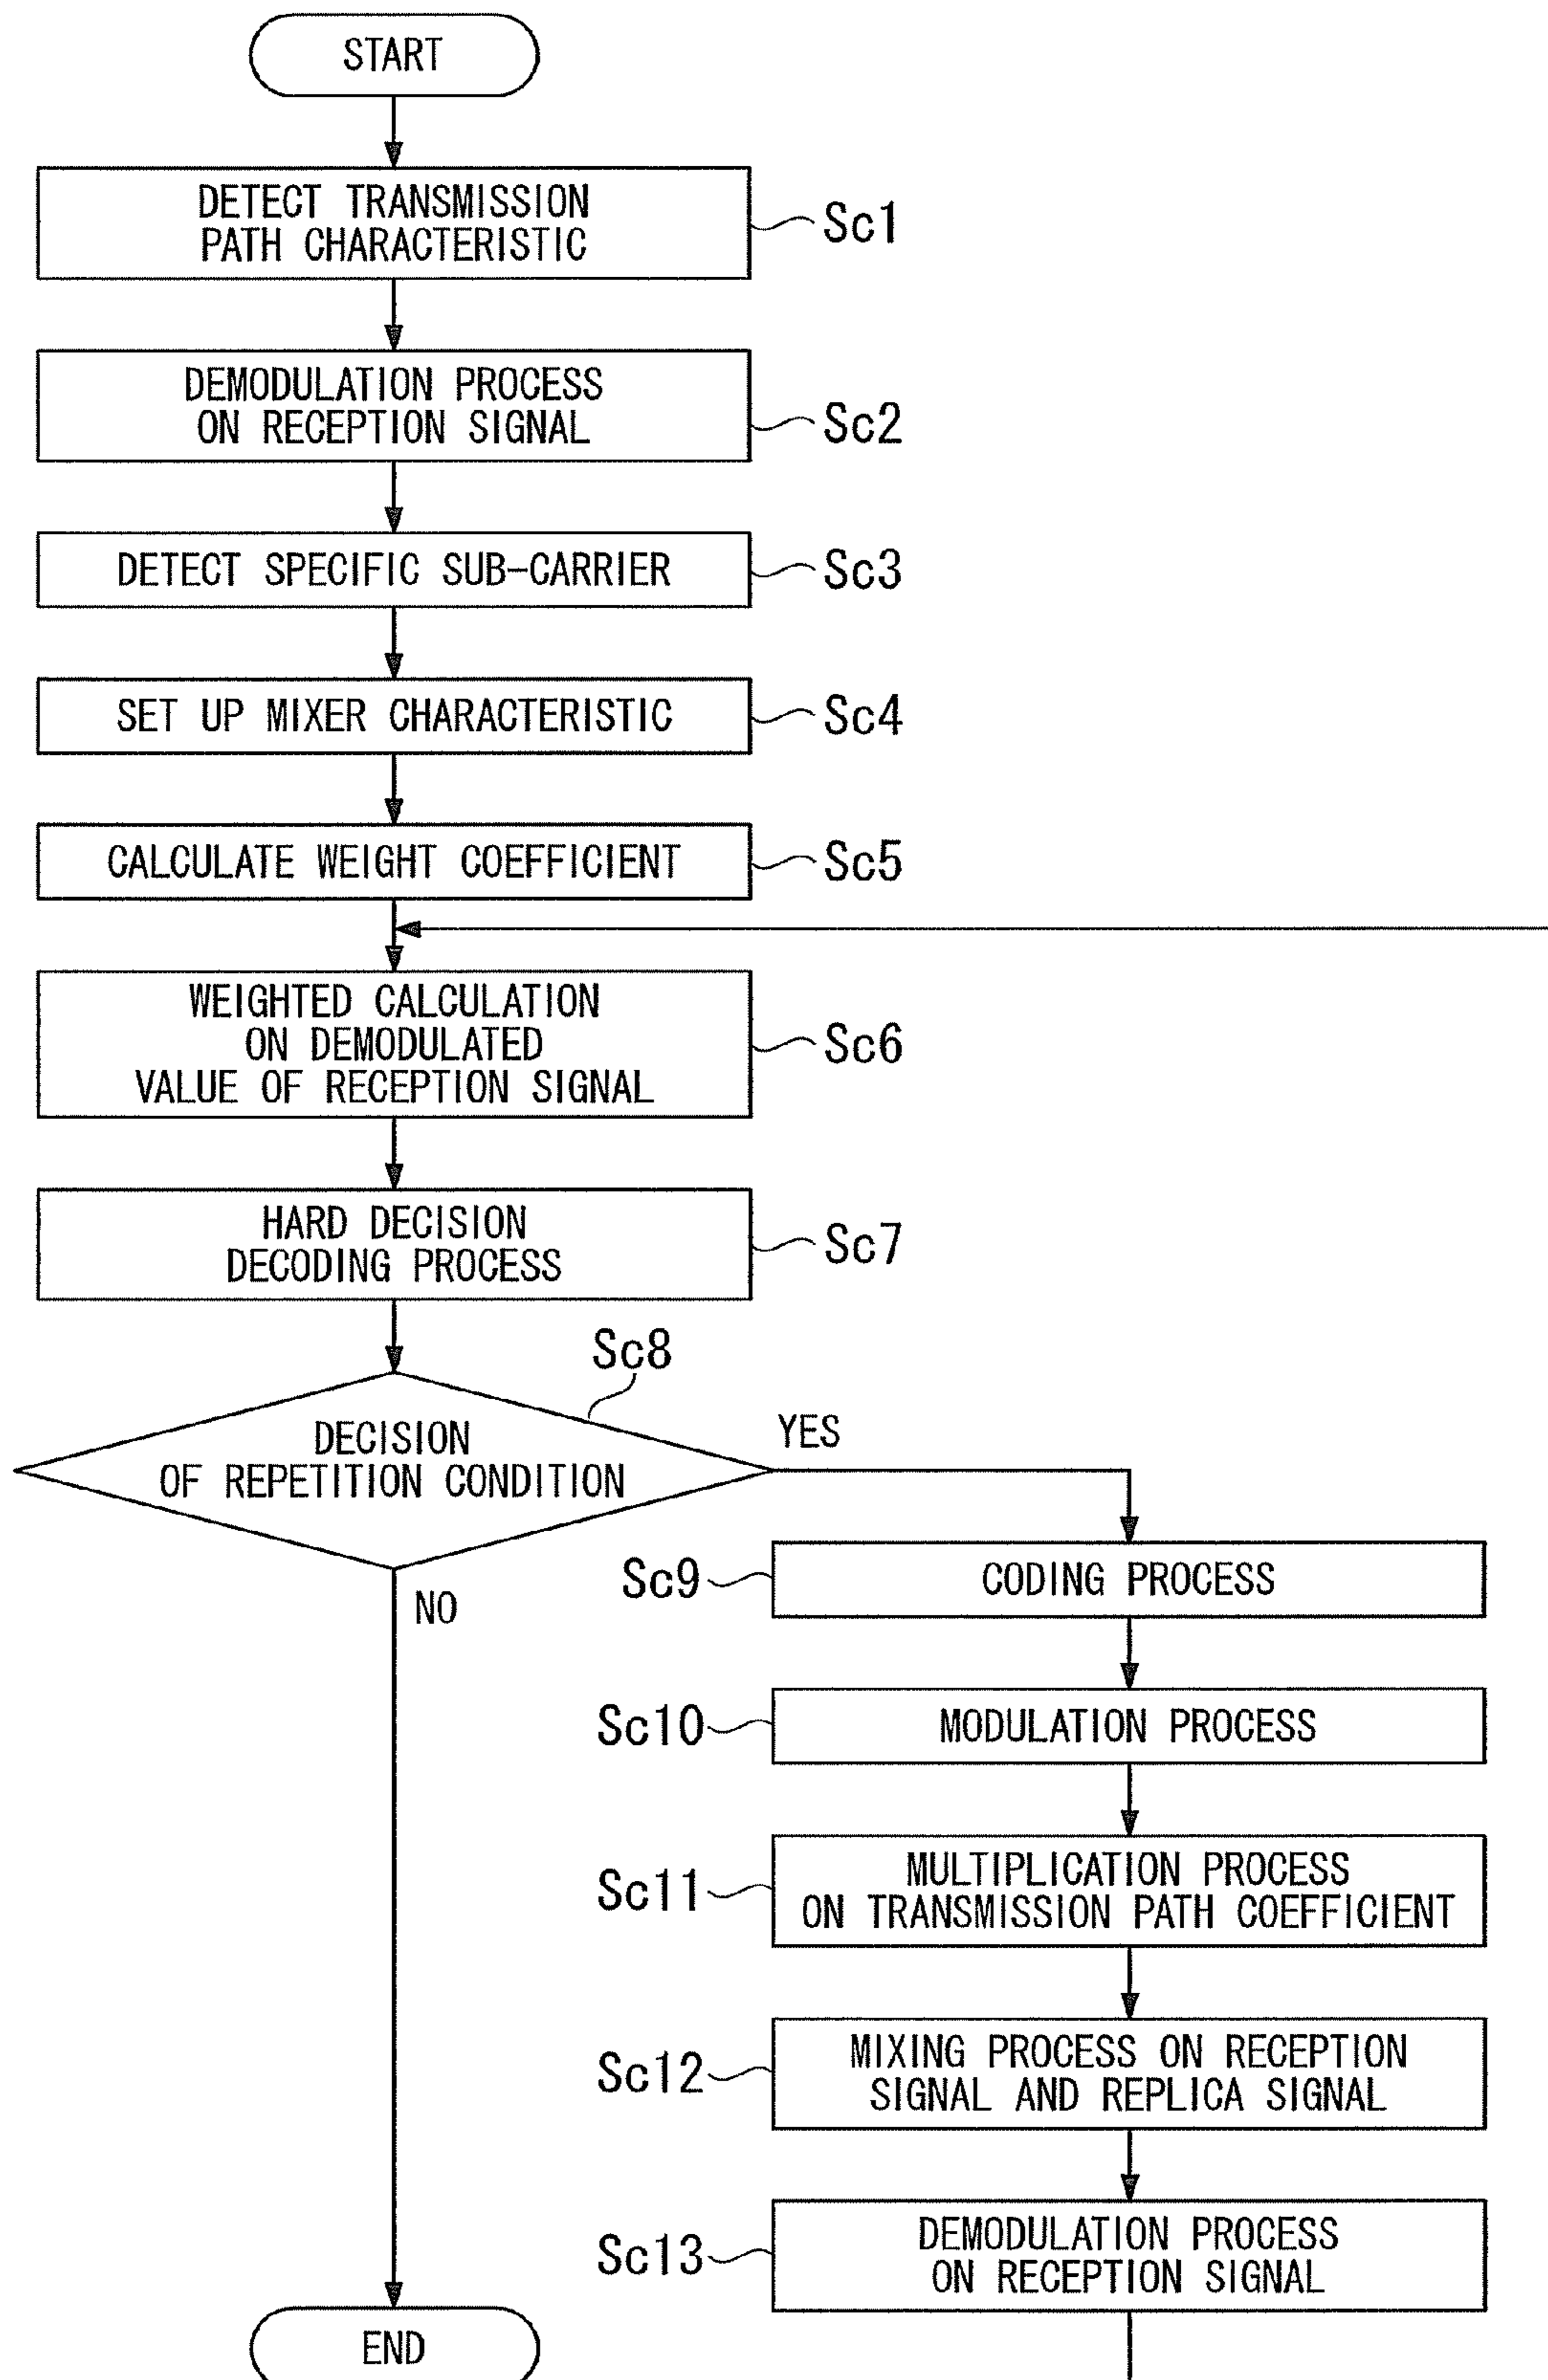 START
DETECT TRANSMISSION
PATH CHARACTERISTIC
Sc1
DEMODULATION PROCESS
ON RECEPTION SIGNAL
Sc2
DETECT SPECIFIC SUB-CARRIER
Sc3
SET UP MIXER CHARACTERISTIC
Sc4
CALCULATE WEIGHT COEFFICIENT
Sc5
WEIGHTED CALCULATION
ON DEMODULATED
VALUE OF RECEPTION SIGNAL
Sc6
HARD DECISION
DECODING PROCESS
Sc7
Sc8
DECISION
OF REPETITION CONDITION
YES
NO
Sc9
CODING PROCESS
Sc10
MODULATION PROCESS
Sc11
MULTIPLICATION PROCESS
ON TRANSMISSION PATH COEFFICIENT
Sc12
MIXING PROCESS ON RECEPTION
SIGNAL AND REPLICA SIGNAL
Sc13
DEMODULATION PROCESS
ON RECEPTION SIGNAL
END